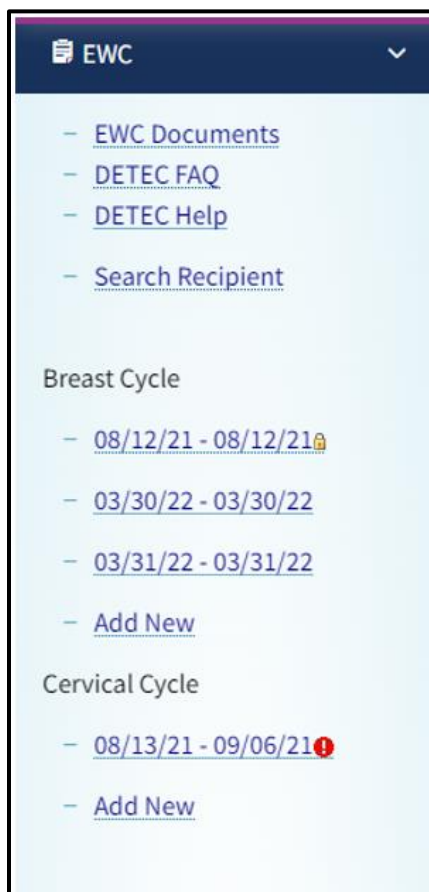 EWC
EWC Documents
DETEC FAQ
DETEC Help
Search Recipient
Breast Cycle
08/12/21 - 08/12/21
03/30/22 - 03/30/22
03/31/22 - 03/31/22
Add New
Cervical Cycle
08/13/21 - 09/06/21
Add New